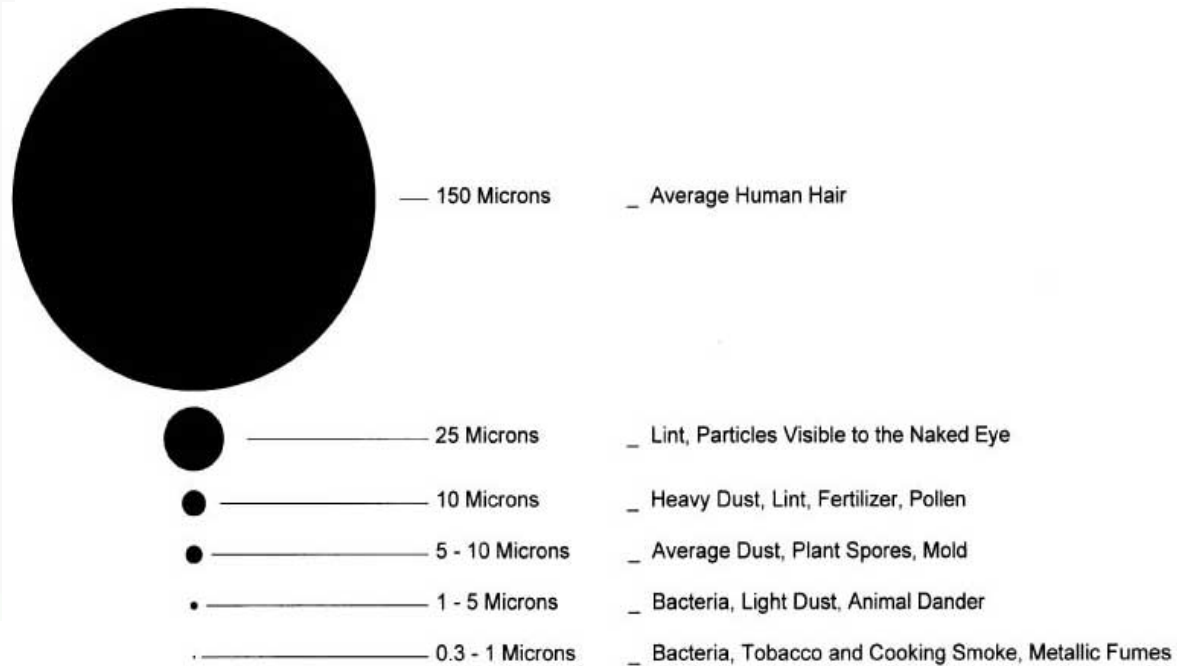 150 Microns _ Average Human Hair
25 Microns _ Lint, Particles Visible to the Naked Eye
10 Microns _ Heavy Dust, Lint, Fertilizer, Pollen
5 - 10 Microns _ Average Dust, Plant Spores, Mold
1 - 5 Microns _ Bacteria, Light Dust, Animal Dander
0.3 - 1 Microns _ Bacteria, Tobacco and Cooking Smoke, Metallic Fumes